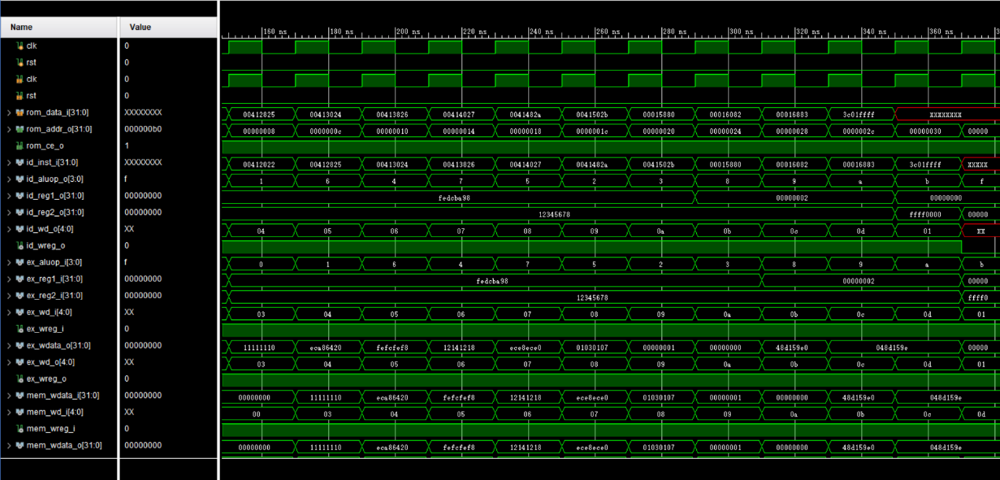 Name Value
160 ns 180 ns 200 ns 220 ns 240 ns 260 ns 280 ns 300 ns 320 ns 340 ns 360 ns 3
clk 0
rst 0
clk 0
rst 0
rom_data_i[31:0] XXXXXXXX 00412825 00413024 00413826 00414027 0041482a 0041502b 00015880 00016082 00016883 3c01ffff XXXXXXXX
rom_addr_o[31:0] 000000b0 00000008 0000000c 00000010 00000014 00000018 0000001c 00000020 00000024 00000028 0000002c 00000030 00000
rom_ce_o 1
id_inst_i[31:0] XXXXXXXX 00412022 00412825 00413024 00413826 00414027 0041482a 0041502b 00015880 00016082 00016883 3c01ffff XXXXX
id_aluop_o[3:0] f 1 6 4 7 5 2 3 8 9 a b f
id_reg1_o[31:0] 00000000 fedcba98 00000002 00000000
id_reg2_o[31:0] 00000000 12345678 ffff0000 00000
id_wd_o[4:0] XX 04 05 06 07 08 09 0a 0b 0c 0d 01 XX
id_wreg_o 0
ex_aluop_i[3:0] f 0 1 6 4 7 5 2 3 8 9 a b
ex_reg1_i[31:0] 00000000 fedcba98 00000002 00000
ex_reg2_i[31:0] 00000000 12345678 ffff0
ex_wd_i[4:0] XX 03 04 05 06 07 08 09 0a 0b 0c 0d 01
ex_wreg_i 0
ex_wdata_o[31:0] 00000000 11111110 eca86420 fefcfef8 12141218 ece8ece0 01030107 00000001 00000000 48d159e0 048d159e 00000
ex_wd_o[4:0] XX 03 04 05 06 07 08 09 0a 0b 0c 0d 01
ex_wreg_o 0
mem_wdata_i[31:0] 00000000 00000000 11111110 eca86420 fefcfef8 12141218 ece8ece0 01030107 00000001 00000000 48d159e0 048d159e
mem_wd_i[4:0] XX 00 03 04 05 06 07 08 09 0a 0b 0c 0d
mem_wreg_i 0
mem_wdata_o[31:0] 00000000 00000000 11111110 eca86420 fefcfef8 12141218 ece8ece0 01030107 00000001 00000000 48d159e0 048d159e